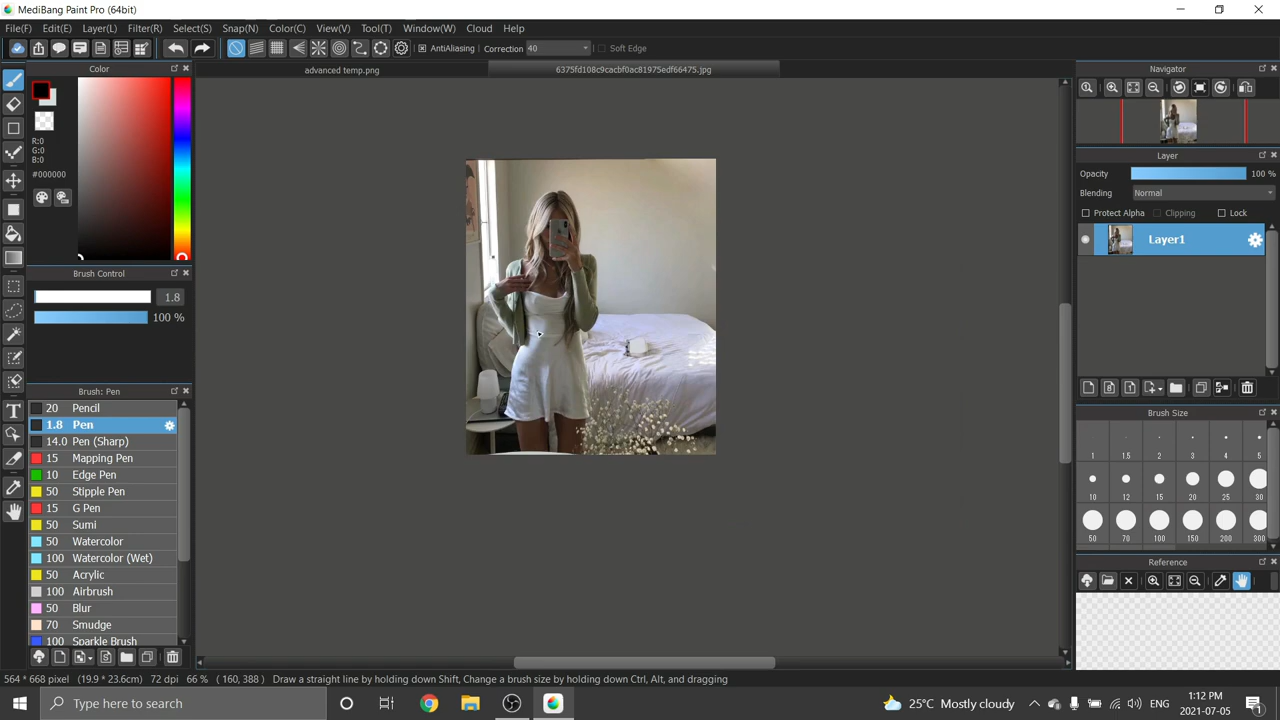 MediBang Paint Pro (64bit)
File(F) Edit(E) Layer(L) Filter(R) Select(S) Snap(N) Color(C) View(V) Tool(T) Window(W) Cloud Help
AntiAliasing Correction 40 Soft Edge
Color
advanced temp.png
6375fd108c9cacbf0ac81975edf66475.jpg
Navigator
R:0
G:0
B:0
#000000
Layer
Opacity 100 %
Blending Normal
Protect Alpha Clipping Lock
Layer1
Brush Control
1.8
100 %
Brush: Pen
20 Pencil
1.8 Pen
14.0 Pen (Sharp)
15 Mapping Pen
10 Edge Pen
50 Stipple Pen
15 G Pen
50 Sumi
50 Watercolor
100 Watercolor (Wet)
50 Acrylic
100 Airbrush
50 Blur
70 Smudge
100 Sparkle Brush
Brush Size
1 1.5 2 3 4 5
10 12 15 20 25 30
50 70 100 150 200 300
Reference
564 * 668 pixel (19.9 * 23.6cm) 72 dpi 66 % ( 160, 388 ) Draw a straight line by holding down Shift, Change a brush size by holding down Ctrl, Alt, and dragging
Type here to search
25°C Mostly cloudy
ENG
1:12 PM
2021-07-05
1